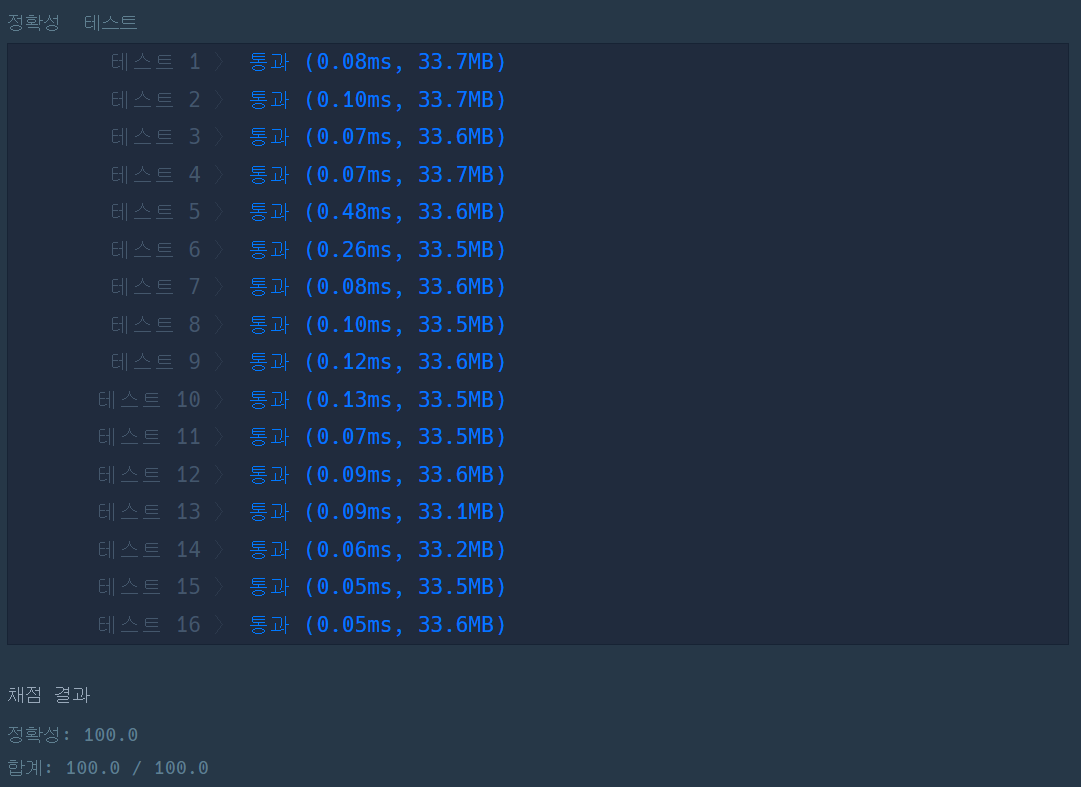 정확성 테스트
테스트 1 〉 통과 (0.08ms, 33.7MB)
테스트 2 〉 통과 (0.10ms, 33.7MB)
테스트 3 〉 통과 (0.07ms, 33.6MB)
테스트 4 〉 통과 (0.07ms, 33.7MB)
테스트 5 〉 통과 (0.48ms, 33.6MB)
테스트 6 〉 통과 (0.26ms, 33.5MB)
테스트 7 〉 통과 (0.08ms, 33.6MB)
테스트 8 〉 통과 (0.10ms, 33.5MB)
테스트 9 〉 통과 (0.12ms, 33.6MB)
테스트 10 〉 통과 (0.13ms, 33.5MB)
테스트 11 〉 통과 (0.07ms, 33.5MB)
테스트 12 〉 통과 (0.09ms, 33.6MB)
테스트 13 〉 통과 (0.09ms, 33.1MB)
테스트 14 〉 통과 (0.06ms, 33.2MB)
테스트 15 〉 통과 (0.05ms, 33.5MB)
테스트 16 〉 통과 (0.05ms, 33.6MB)
채점 결과
정확성: 100.0
합계: 100.0 / 100.0